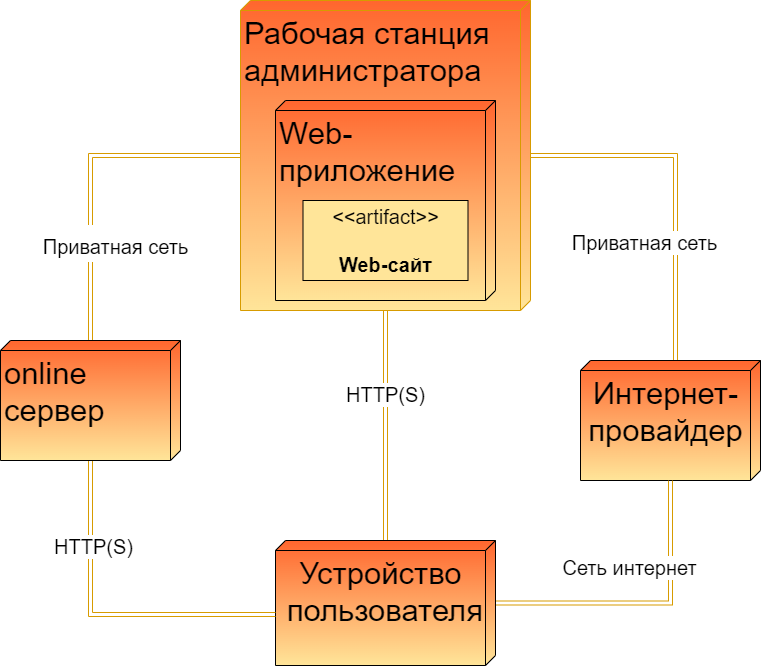 Рабочая станция
администратора
Web-
приложение
<<artifact>>
Web-сайт
Приватная сеть
Приватная сеть
online
сервер
HTTP(S)
Интернет-
провайдер
HTTP(S)
Сеть интернет
Устройство
пользователя